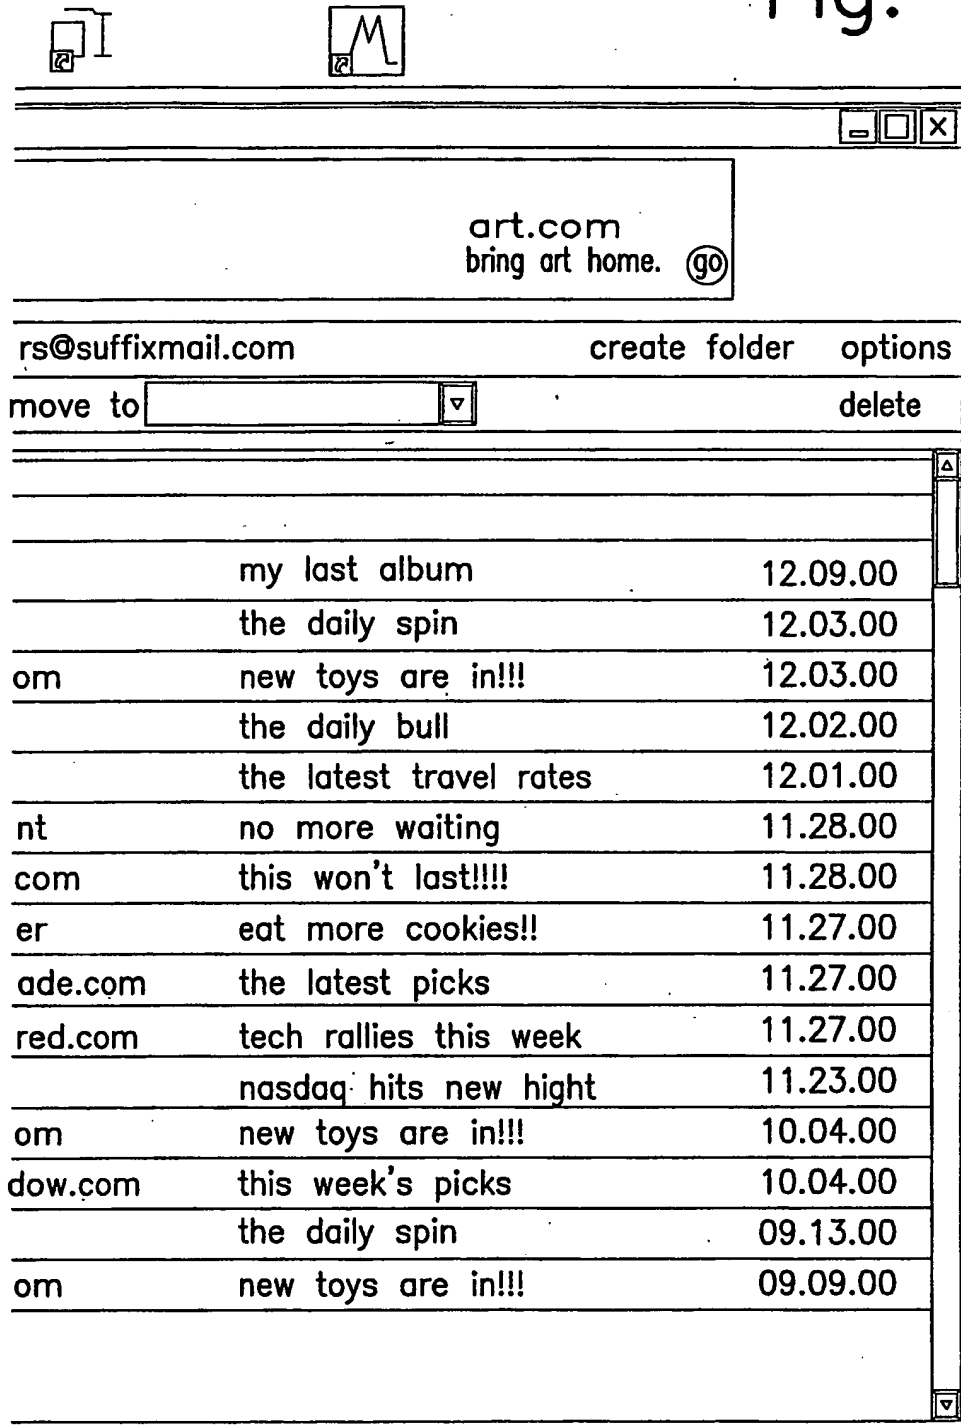 Fig.
M
art.com
bring art home. go
rs@suffixmail.com create folder options
move to delete
my last album 12.09.00
the daily spin 12.03.00
om new toys are in!!! 12.03.00
the daily bull 12.02.00
the latest travel rates 12.01.00
nt no more waiting 11.28.00
com this won't last!!!! 11.28.00
er eat more cookies!! 11.27.00
ade.com the latest picks 11.27.00
red.com tech rallies this week 11.27.00
nasdaq hits new hight 11.23.00
om new toys are in!!! 10.04.00
dow.com this week's picks 10.04.00
the daily spin 09.13.00
om new toys are in!!! 09.09.00